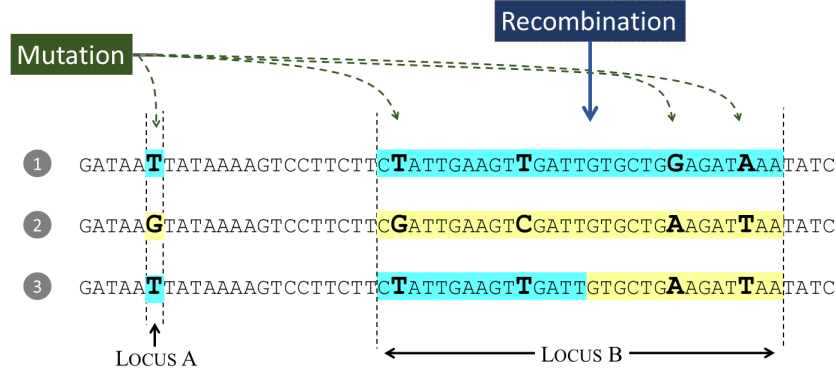 Recombination
Mutation
1 GATAATTATAAAAGTCCTTCTTCTATTGAAGTTGATTGTGCTGGAGATAAATATC
2 GATAAGTATAAAAGTCCTTCTTCGATTGAAGTCGATTGTGCTGAAGATTAATATC
3 GATAATTATAAAAGTCCTTCTTCTATTGAAGTTGATTGTGCTGAAGATTAATATC
LOCUS A LOCUS B